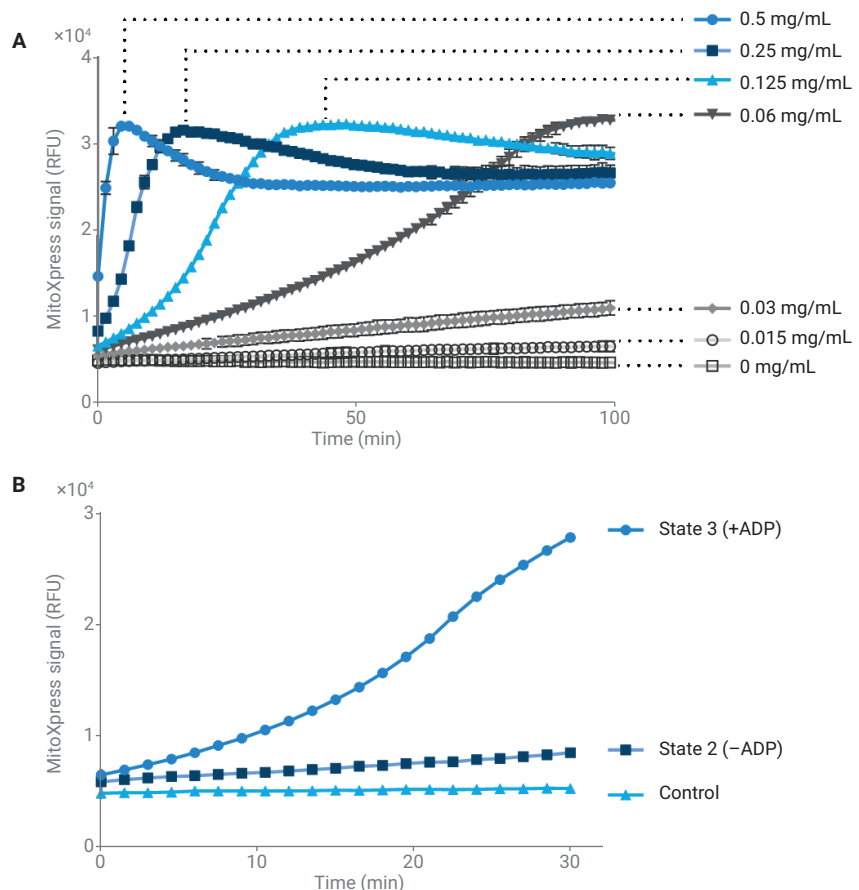 A
×10⁴
4
3
2
1
0
MitoXpress signal (RFU)
0
50
100
Time (min)
0.5 mg/mL
0.25 mg/mL
0.125 mg/mL
0.06 mg/mL
0.03 mg/mL
0.015 mg/mL
0 mg/mL
B
×10⁴
3
2
1
0
MitoXpress signal (RFU)
0
10
20
30
Time (min)
State 3 (+ADP)
State 2 (−ADP)
Control